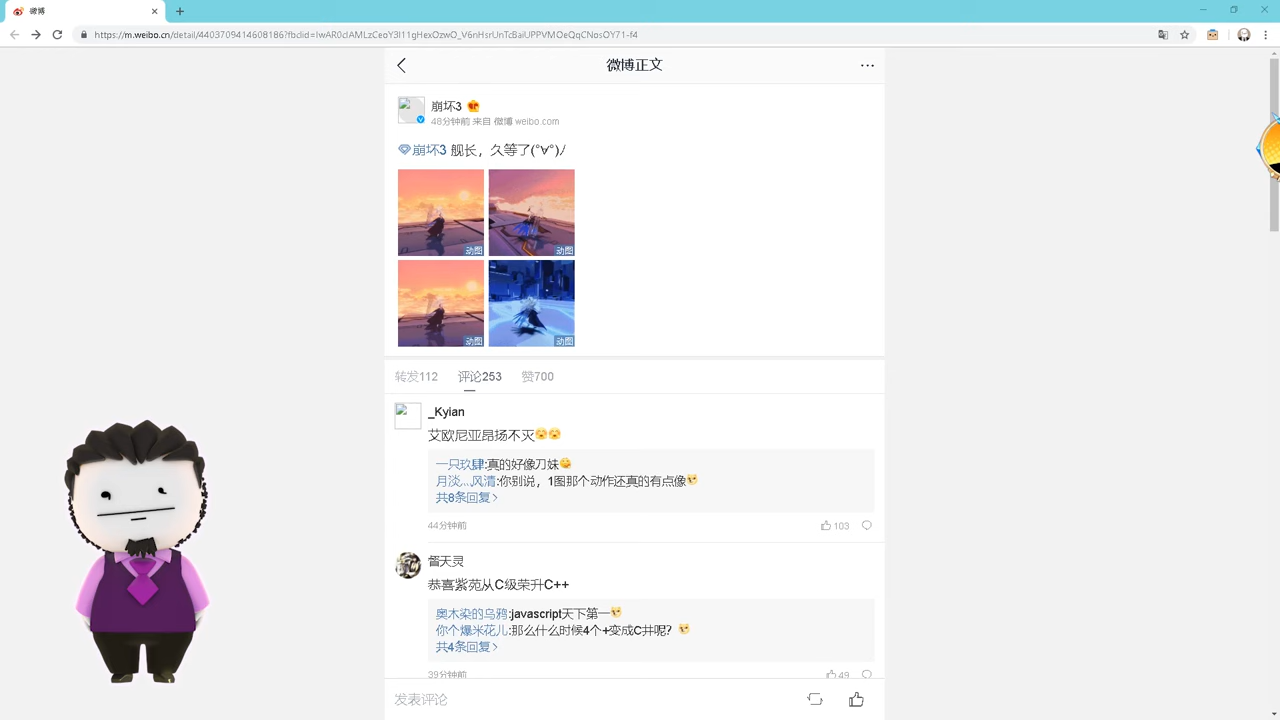 微博
https://m.weibo.cn/detail/4403709414608186?fbclid=IwAR0cIAMLzCeqY3I11gHexOzwO_V6nHsrUnTcBaiUPPVMOeQqCNasOY71-f4
微博正文
崩坏3
48分钟前 来自 微博 weibo.com
崩坏3 舰长，久等了(°∀°)ﾉ
动图
动图
动图
动图
转发112 评论253 赞700
_Kyian
艾欧尼亚昂扬不灭
一只玖肆:真的好像刀妹
月淡...风清:你别说，1图那个动作还真的有点像
共8条回复>
44分钟前 103
督天灵
恭喜紫苑从C级荣升C++
奥木染的乌鸦:javascript天下第一
你个爆米花儿:那么什么时候4个+变成C井呢？
共4条回复>
39分钟前 49
发表评论